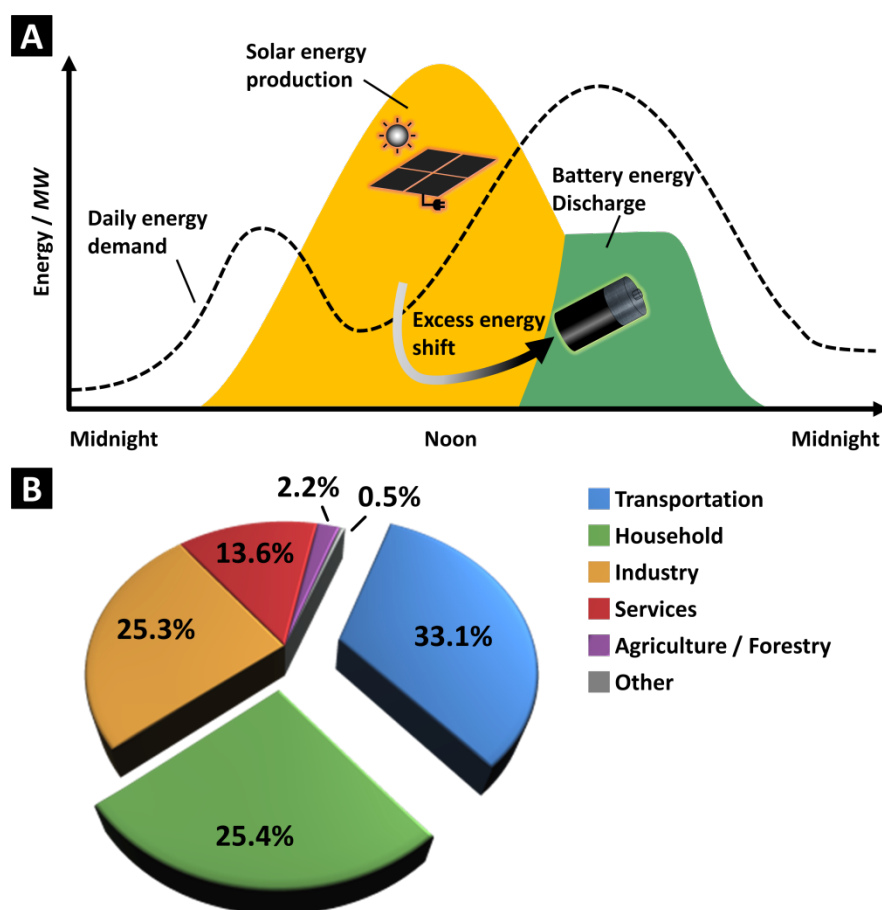 A
Solar energy
production
Battery energy
Discharge
Daily energy
demand
Energy / MW
Excess energy
shift
Midnight
Noon
Midnight
B
2.2%
0.5%
13.6%
25.3%
33.1%
25.4%
Transportation
Household
Industry
Services
Agriculture / Forestry
Other